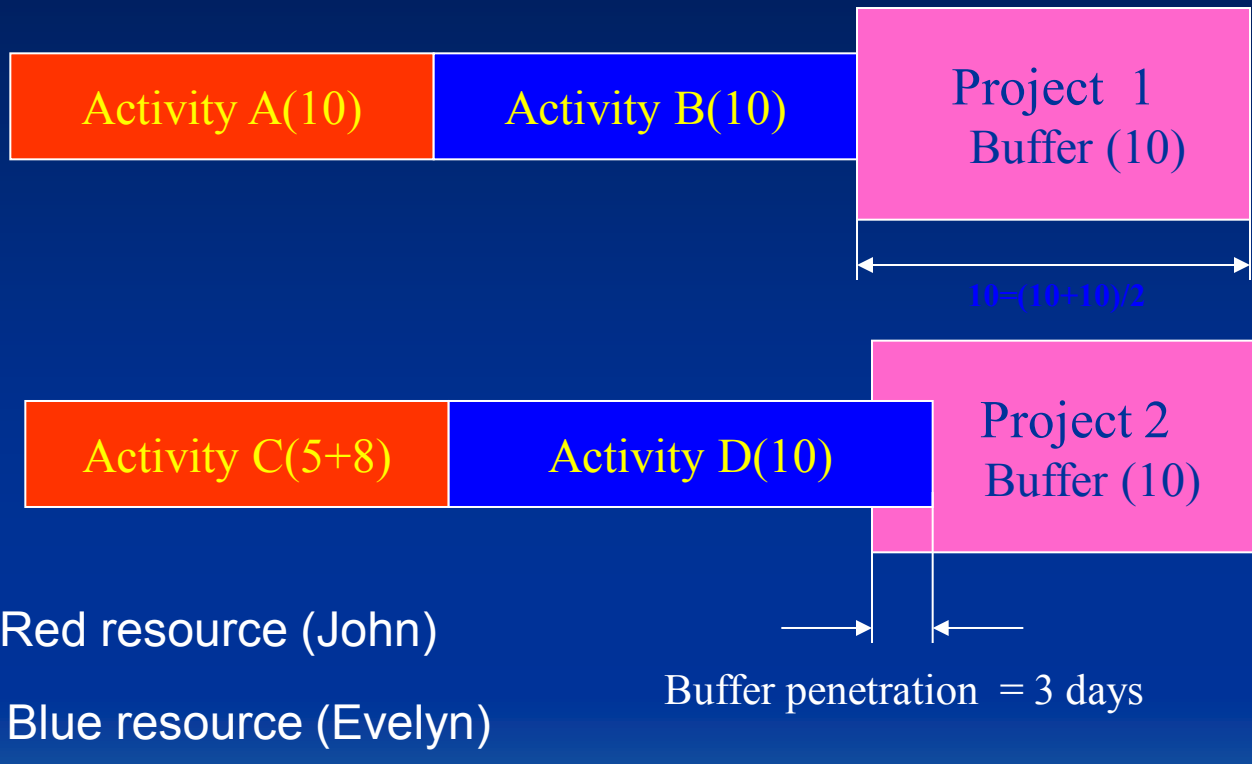 Activity A(10)
Activity B(10)
Project 1
Buffer (10)
10=(10+10)/2
Activity C(5+8)
Activity D(10)
Project 2
Buffer (10)
Red resource (John)
Buffer penetration = 3 days
Blue resource (Evelyn)